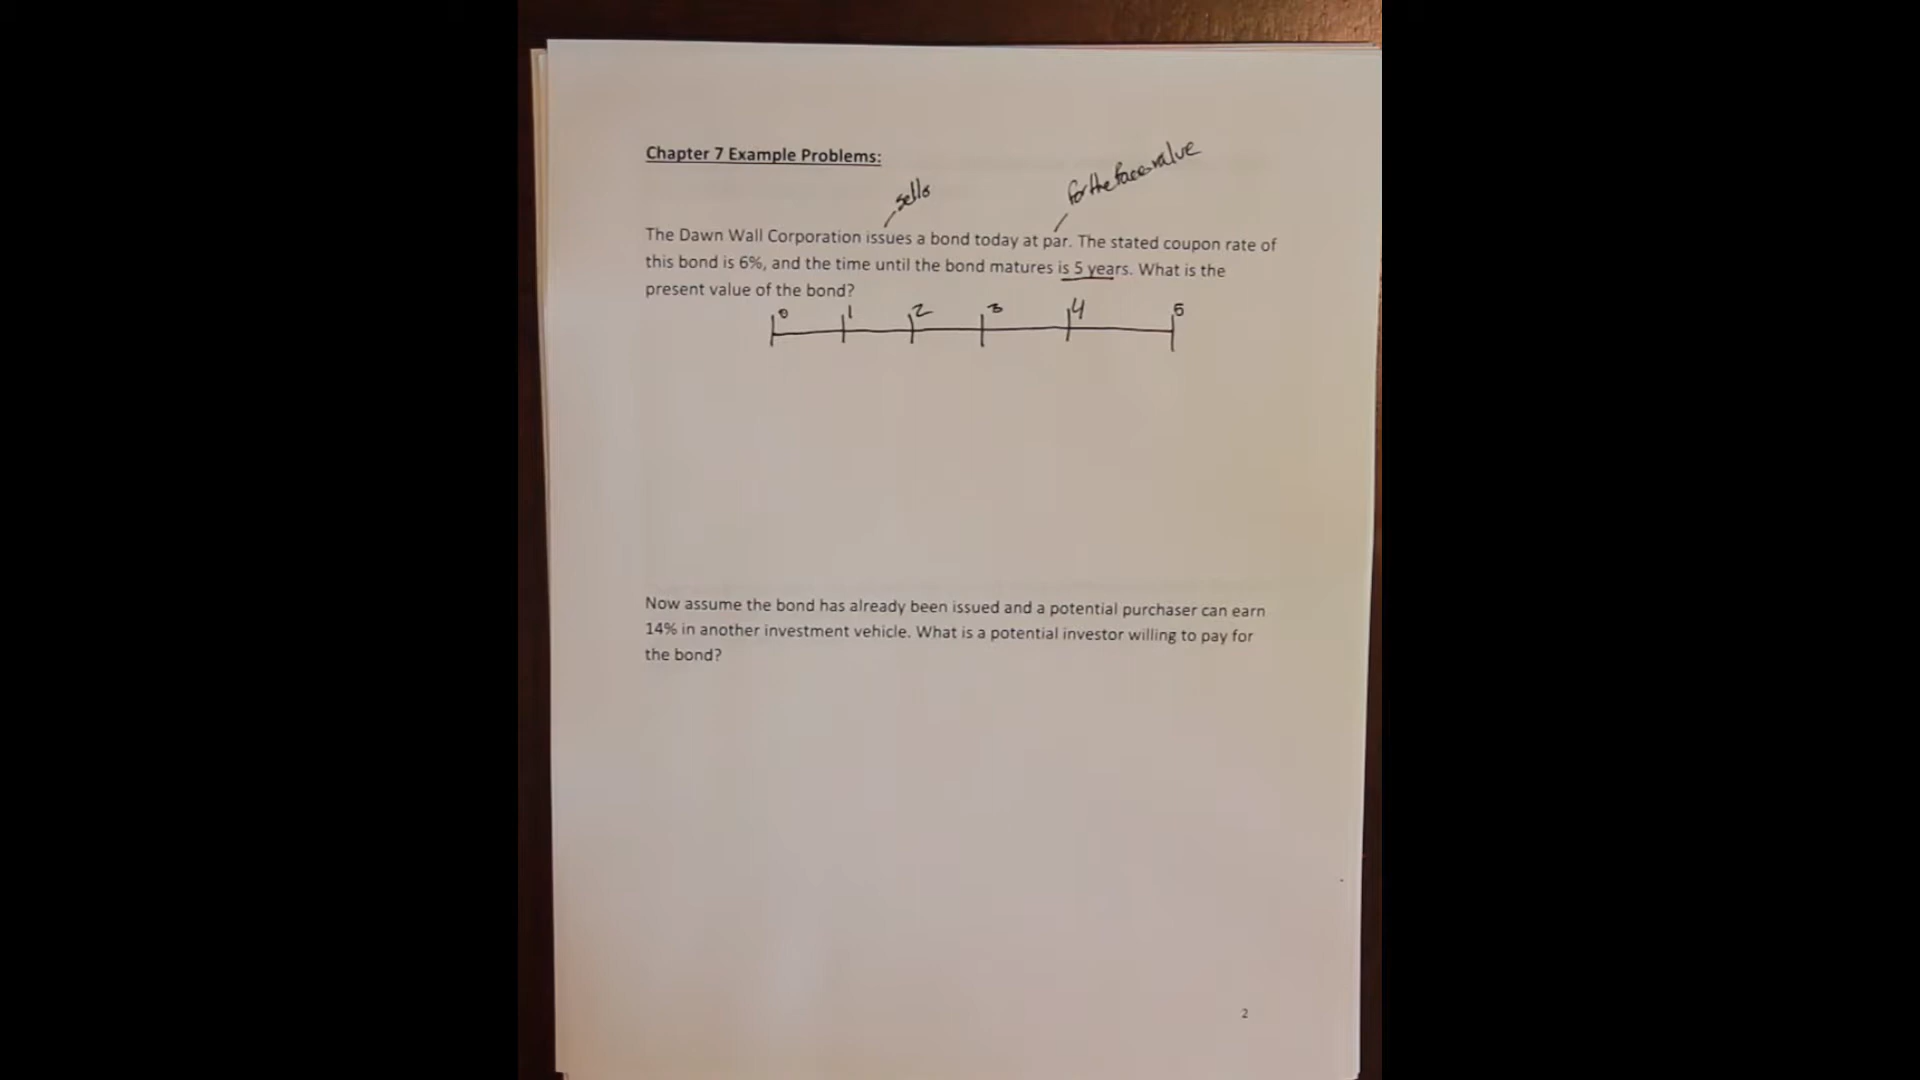 Chapter 7 Example Problems:
sells
for the face value
The Dawn Wall Corporation issues a bond today at par. The stated coupon rate of
this bond is 6%, and the time until the bond matures is 5 years. What is the
present value of the bond?
0 1 2 3 4 5
Now assume the bond has already been issued and a potential purchaser can earn
14% in another investment vehicle. What is a potential investor willing to pay for
the bond?
2